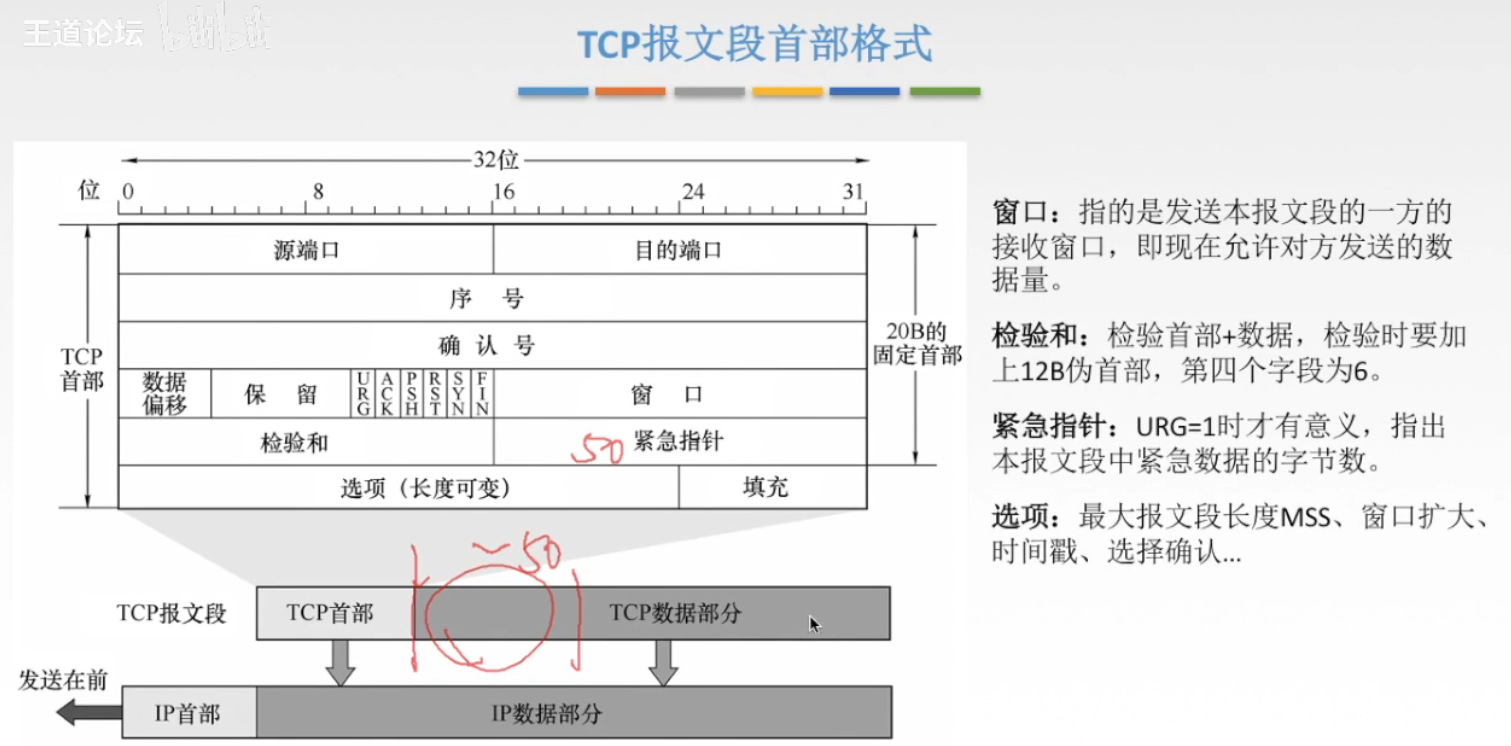 王道论坛 bilibili
TCP报文段首部格式
32位
位 0 8 16 24 31
源端口 目的端口
序 号
确 认 号
数据偏移 保 留 URG ACK PSH RST SYN FIN 窗 口
检验和 50 紧急指针
选项（长度可变） 填充
TCP首部
20B的
固定首部
~50
TCP报文段 TCP首部 TCP数据部分
发送在前
IP首部 IP数据部分
窗口：指的是发送本报文段的一方的
接收窗口，即现在允许对方发送的数
据量。
检验和：检验首部+数据，检验时要加
上12B伪首部，第四个字段为6。
紧急指针：URG=1时才有意义，指出
本报文段中紧急数据的字节数。
选项：最大报文段长度MSS、窗口扩大、
时间戳、选择确认…